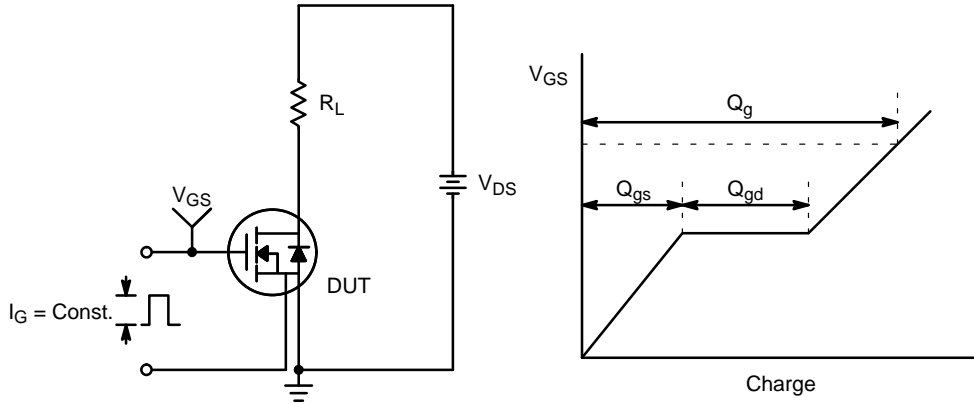 R_L
V_GS
V_DS
DUT
I_G = Const.
V_GS
Q_g
Q_gs
Q_gd
Charge